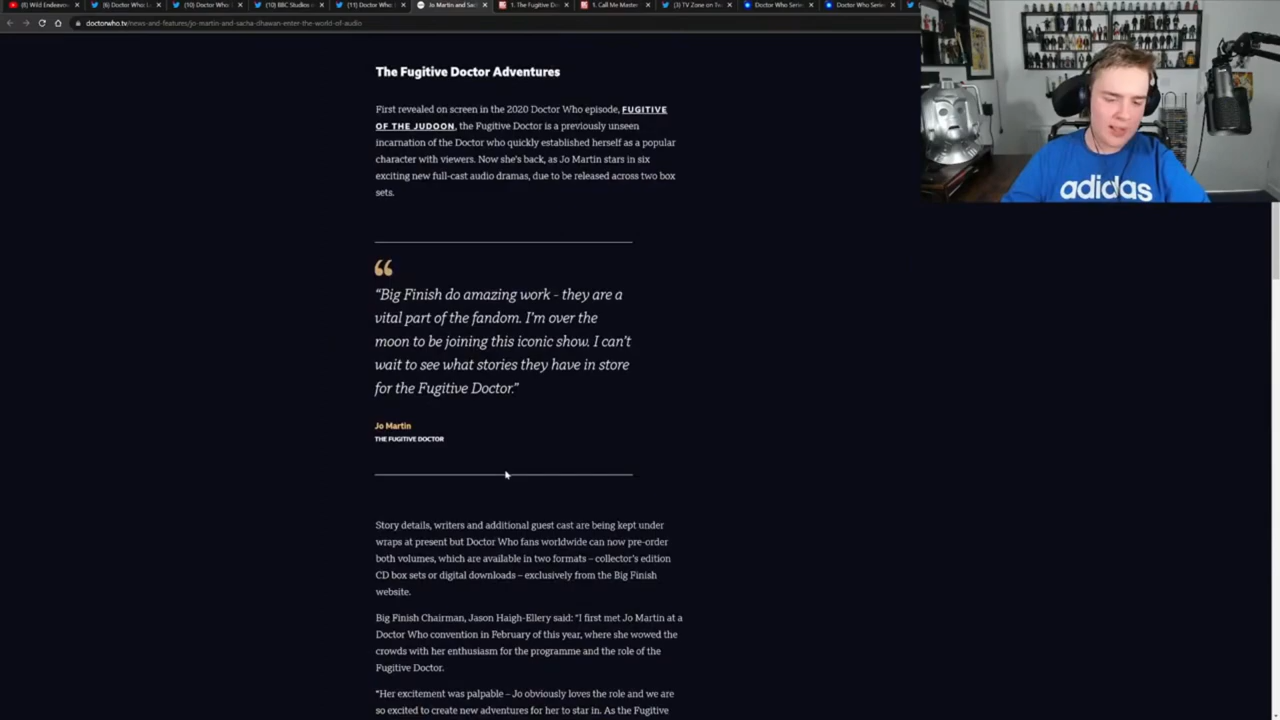 (8) Wild Endeavo
(6) Doctor Who: L
(10) Doctor Who:
(10) BBC Studios
(11) Doctor Who:
Jo Martin and Sac
1. The Fugitive Do
1. Call Me Master
(3) TV Zone on Tw
Doctor Who Serie
Doctor Who Serie
doctorwho.tv/news-and-features/jo-martin-and-sacha-dhawan-enter-the-world-of-audio
The Fugitive Doctor Adventures
First revealed on screen in the 2020 Doctor Who episode, FUGITIVE
OF THE JUDOON, the Fugitive Doctor is a previously unseen
incarnation of the Doctor who quickly established herself as a popular
character with viewers. Now she's back, as Jo Martin stars in six
exciting new full-cast audio dramas, due to be released across two box
sets.
“
“Big Finish do amazing work - they are a
vital part of the fandom. I'm over the
moon to be joining this iconic show. I can't
wait to see what stories they have in store
for the Fugitive Doctor.”
Jo Martin
THE FUGITIVE DOCTOR
Story details, writers and additional guest cast are being kept under
wraps at present but Doctor Who fans worldwide can now pre-order
both volumes, which are available in two formats – collector's edition
CD box sets or digital downloads – exclusively from the Big Finish
website.
Big Finish Chairman, Jason Haigh-Ellery said: “I first met Jo Martin at a
Doctor Who convention in February of this year, where she wowed the
crowds with her enthusiasm for the programme and the role of the
Fugitive Doctor.
“Her excitement was palpable – Jo obviously loves the role and we are
so excited to create new adventures for her to star in. As the Fugitive
adidas